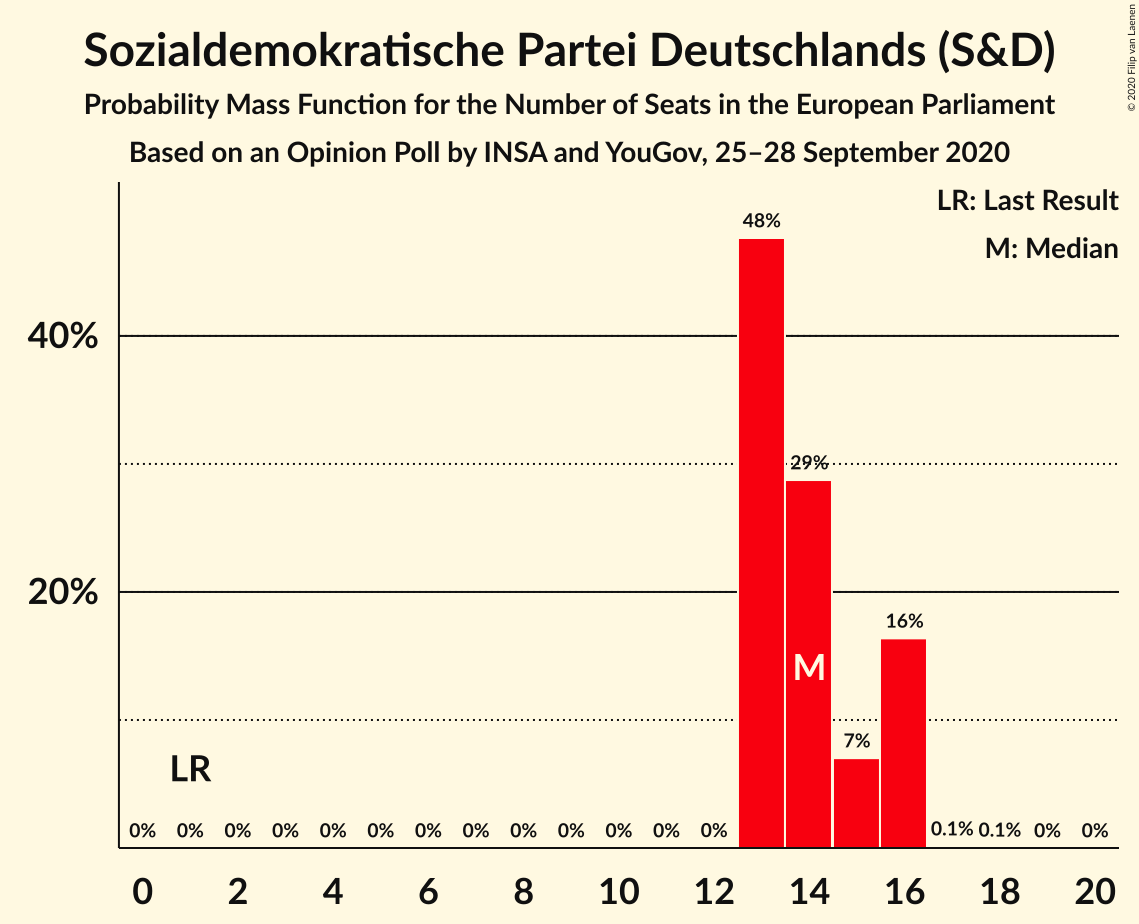 Sozialdemokratische Partei Deutschlands (S&D)
Probability Mass Function for the Number of Seats in the European Parliament
Based on an Opinion Poll by INSA and YouGov, 25–28 September 2020
© 2020 Filip van Laenen
LR: Last Result
M: Median
48%
40%
29%
20%
16%
M
7%
LR
0% 0% 0% 0% 0% 0% 0% 0% 0% 0% 0% 0% 0% 0.1% 0.1% 0% 0%
0 2 4 6 8 10 12 14 16 18 20